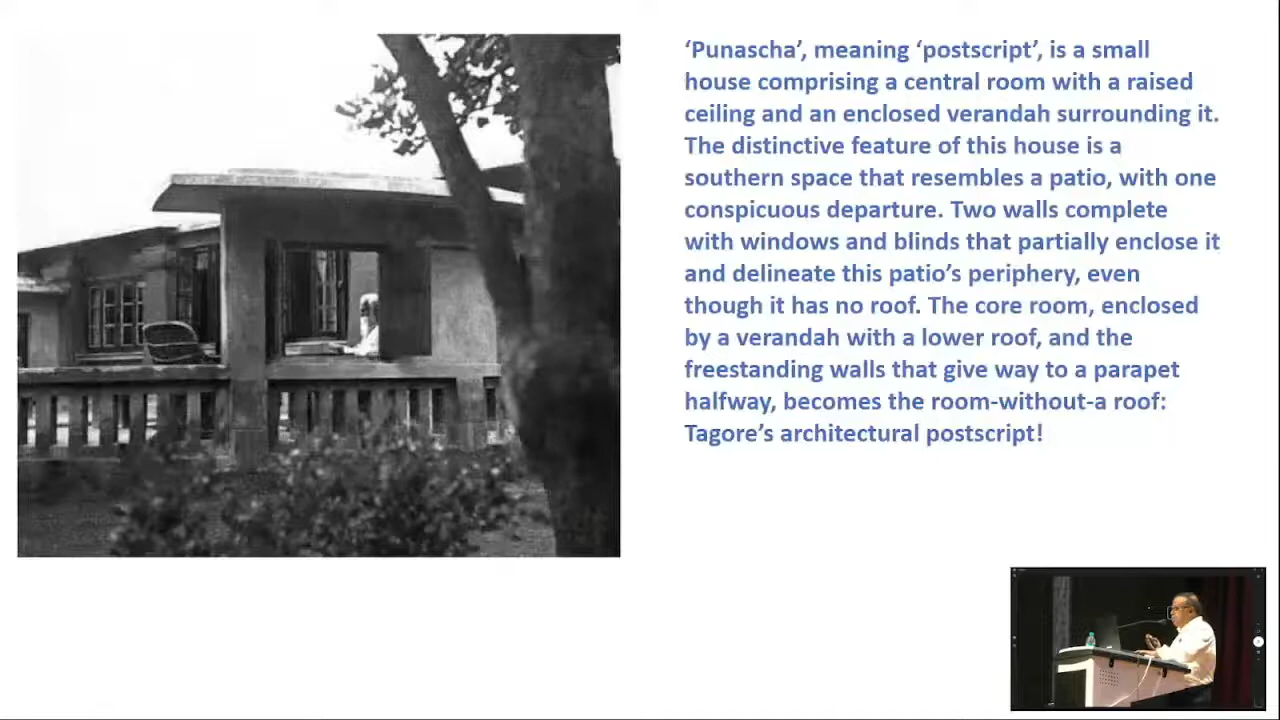 ‘Punascha’, meaning ‘postscript’, is a small
house comprising a central room with a raised
ceiling and an enclosed verandah surrounding it.
The distinctive feature of this house is a
southern space that resembles a patio, with one
conspicuous departure. Two walls complete
with windows and blinds that partially enclose it
and delineate this patio’s periphery, even
though it has no roof. The core room, enclosed
by a verandah with a lower roof, and the
freestanding walls that give way to a parapet
halfway, becomes the room-without-a roof:
Tagore’s architectural postscript!